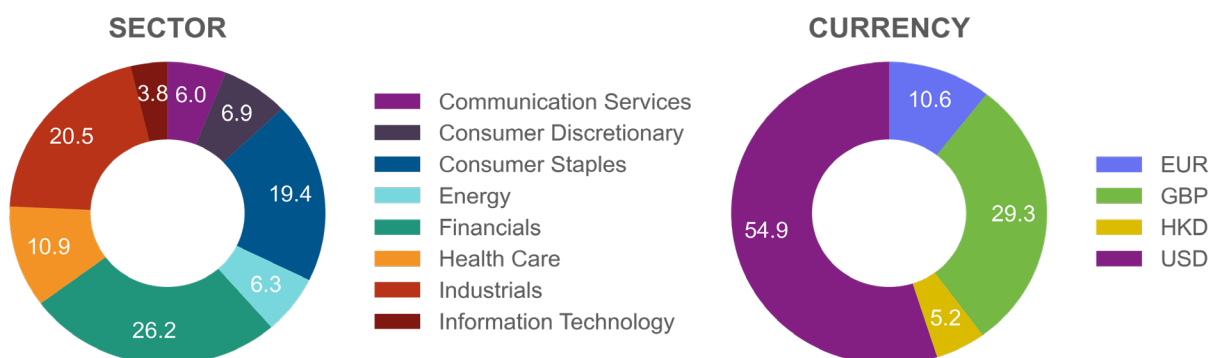 SECTOR
3.8
6.0
6.9
20.5
19.4
10.9
6.3
26.2
Communication Services
Consumer Discretionary
Consumer Staples
Energy
Financials
Health Care
Industrials
Information Technology
CURRENCY
10.6
29.3
54.9
5.2
EUR
GBP
HKD
USD